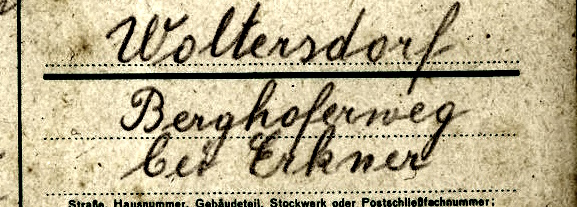 Woltersdorf
Berghoferweg
bei Erkner
Straße, Hausnummer, Gebäudeteil, Stockwerk oder Postschließfachnummer;